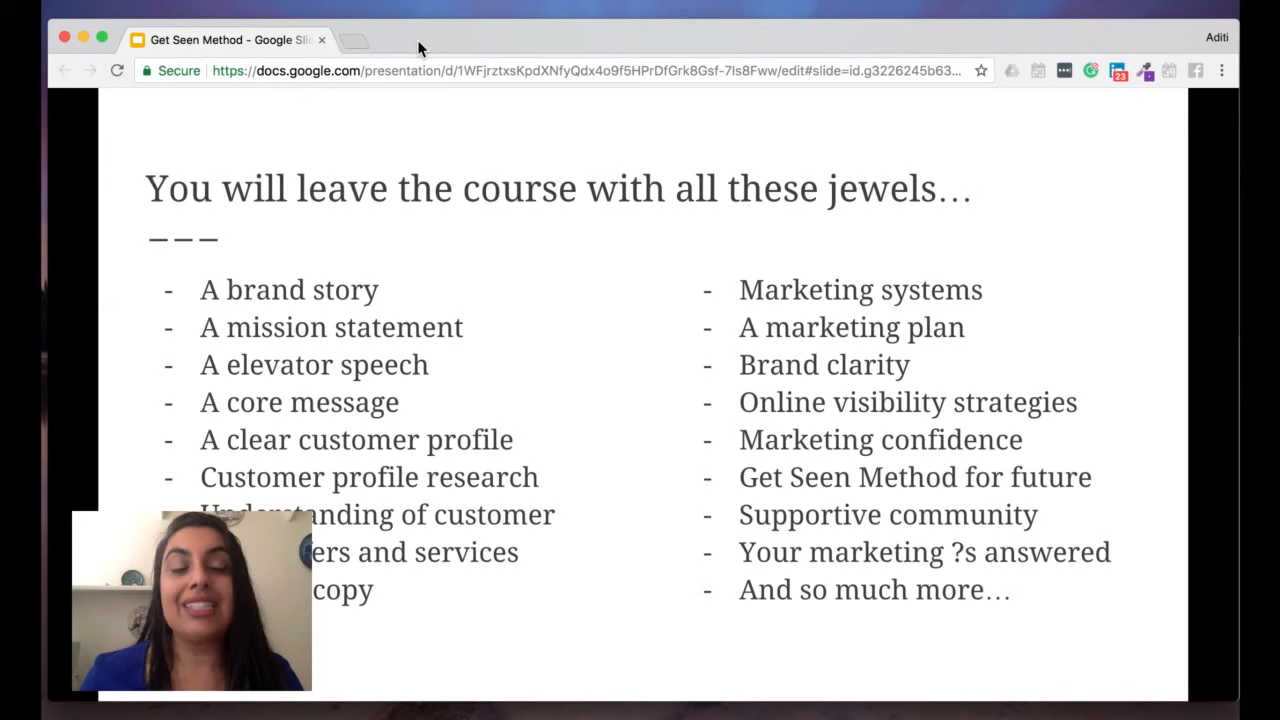 Get Seen Method - Google Slid
Aditi
Secure
https://docs.google.com/presentation/d/1WFjrztxsKpdXNfyQdx4o9f5HPrDfGrk8Gsf-7ls8Fww/edit#slide=id.g3226245b63...
23
You will leave the course with all these jewels…
- A brand story
- A mission statement
- A elevator speech
- A core message
- A clear customer profile
- Customer profile research
- Understanding of customer
ers and services
copy
- Marketing systems
- A marketing plan
- Brand clarity
- Online visibility strategies
- Marketing confidence
- Get Seen Method for future
- Supportive community
- Your marketing ?s answered
- And so much more…